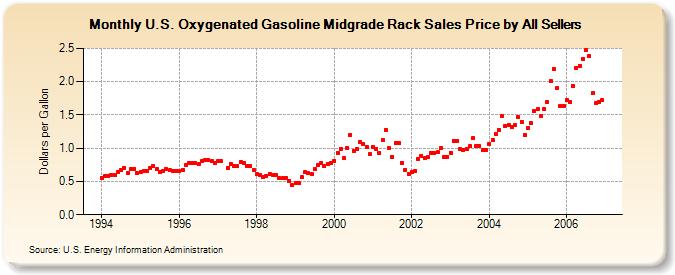 Monthly U.S. Oxygenated Gasoline Midgrade Rack Sales Price by All Sellers
Dollars per Gallon
2.5
2.0
1.5
1.0
0.5
0.0
1994 1996 1998 2000 2002 2004 2006
Source: U.S. Energy Information Administration